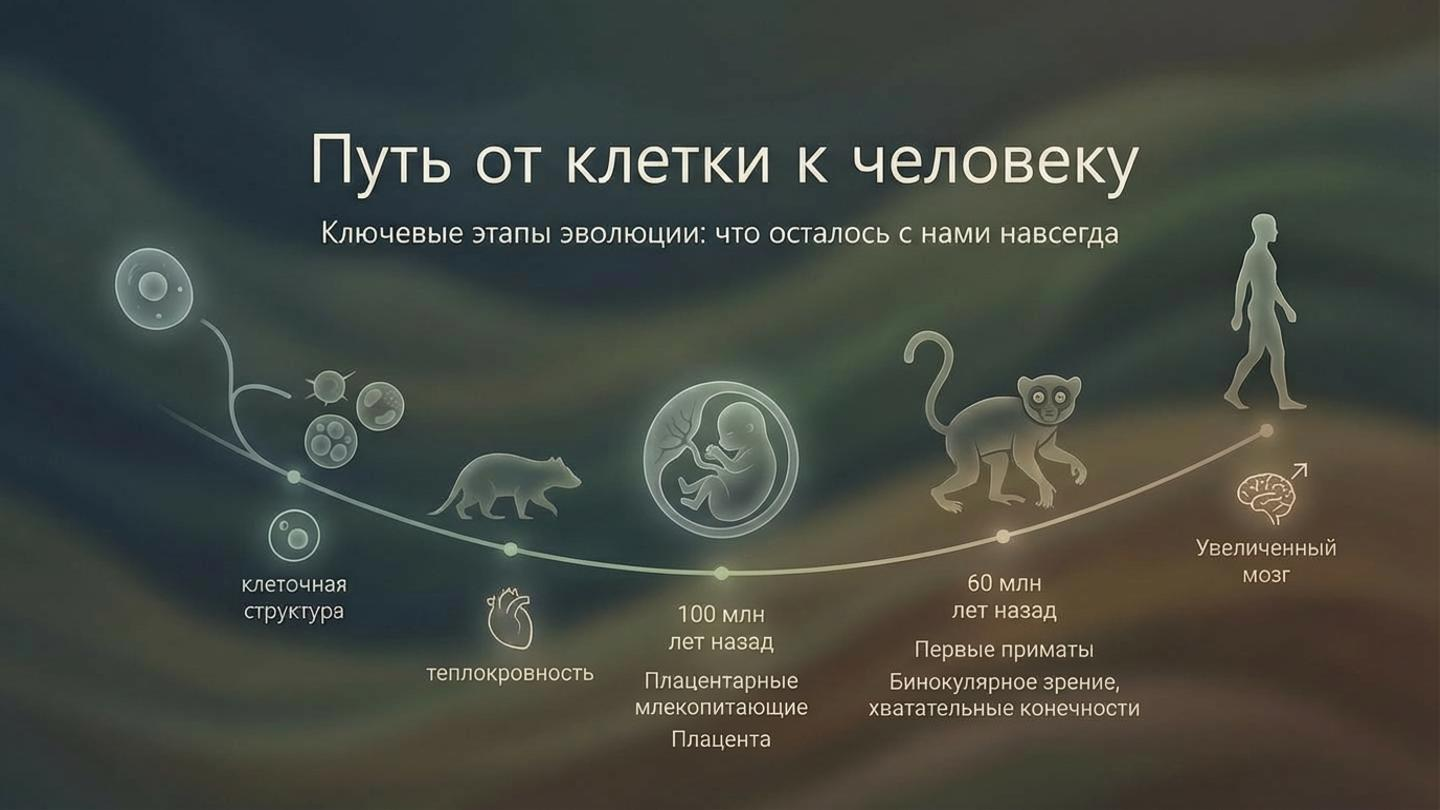 Путь от клетки к человеку
Ключевые этапы эволюции: что осталось с нами навсегда
клеточная
структура
теплокровность
100 млн
лет назад
Плацентарные
млекопитающие
Плацента
60 млн
лет назад
Первые приматы
Бинокулярное зрение,
хватательные конечности
Увеличенный
мозг